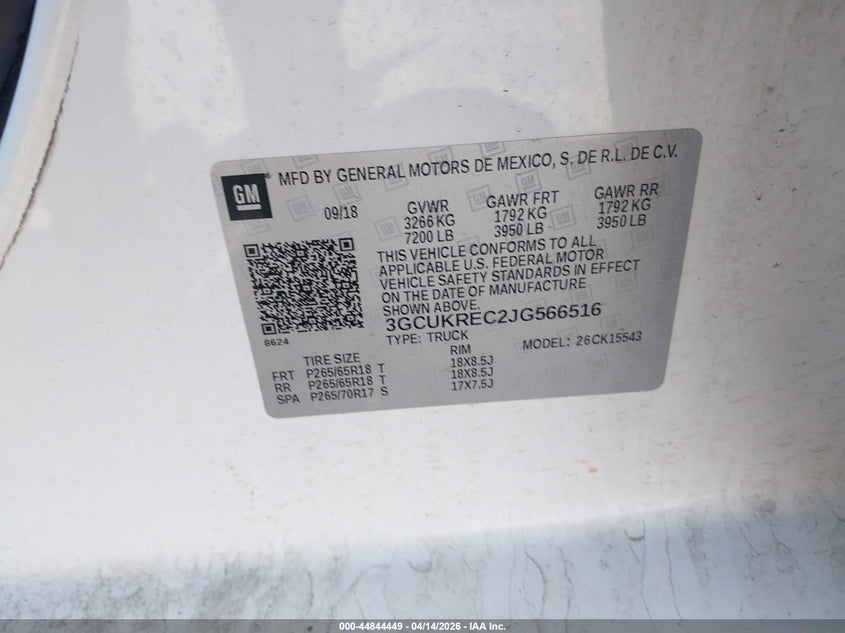 GM
MFD BY GENERAL MOTORS DE MEXICO, S. DE R.L. DE C.V.
09/18 GVWR GAWR FRT GAWR RR
3266 KG 1792 KG 1792 KG
7200 LB 3950 LB 3950 LB
THIS VEHICLE CONFORMS TO ALL
APPLICABLE U.S. FEDERAL MOTOR
VEHICLE SAFETY STANDARDS IN EFFECT
ON THE DATE OF MANUFACTURE
SHOWN ABOVE.
3GCUKREC2JG566516
8624 TYPE: TRUCK MODEL: 26CK15543
TIRE SIZE RIM
FRT P265/65R18 T 18X8.5J
RR P265/65R18 T 18X8.5J
SPA P265/70R17 S 17X7.5J
000-44844449 - 04/14/2026 - IAA Inc.